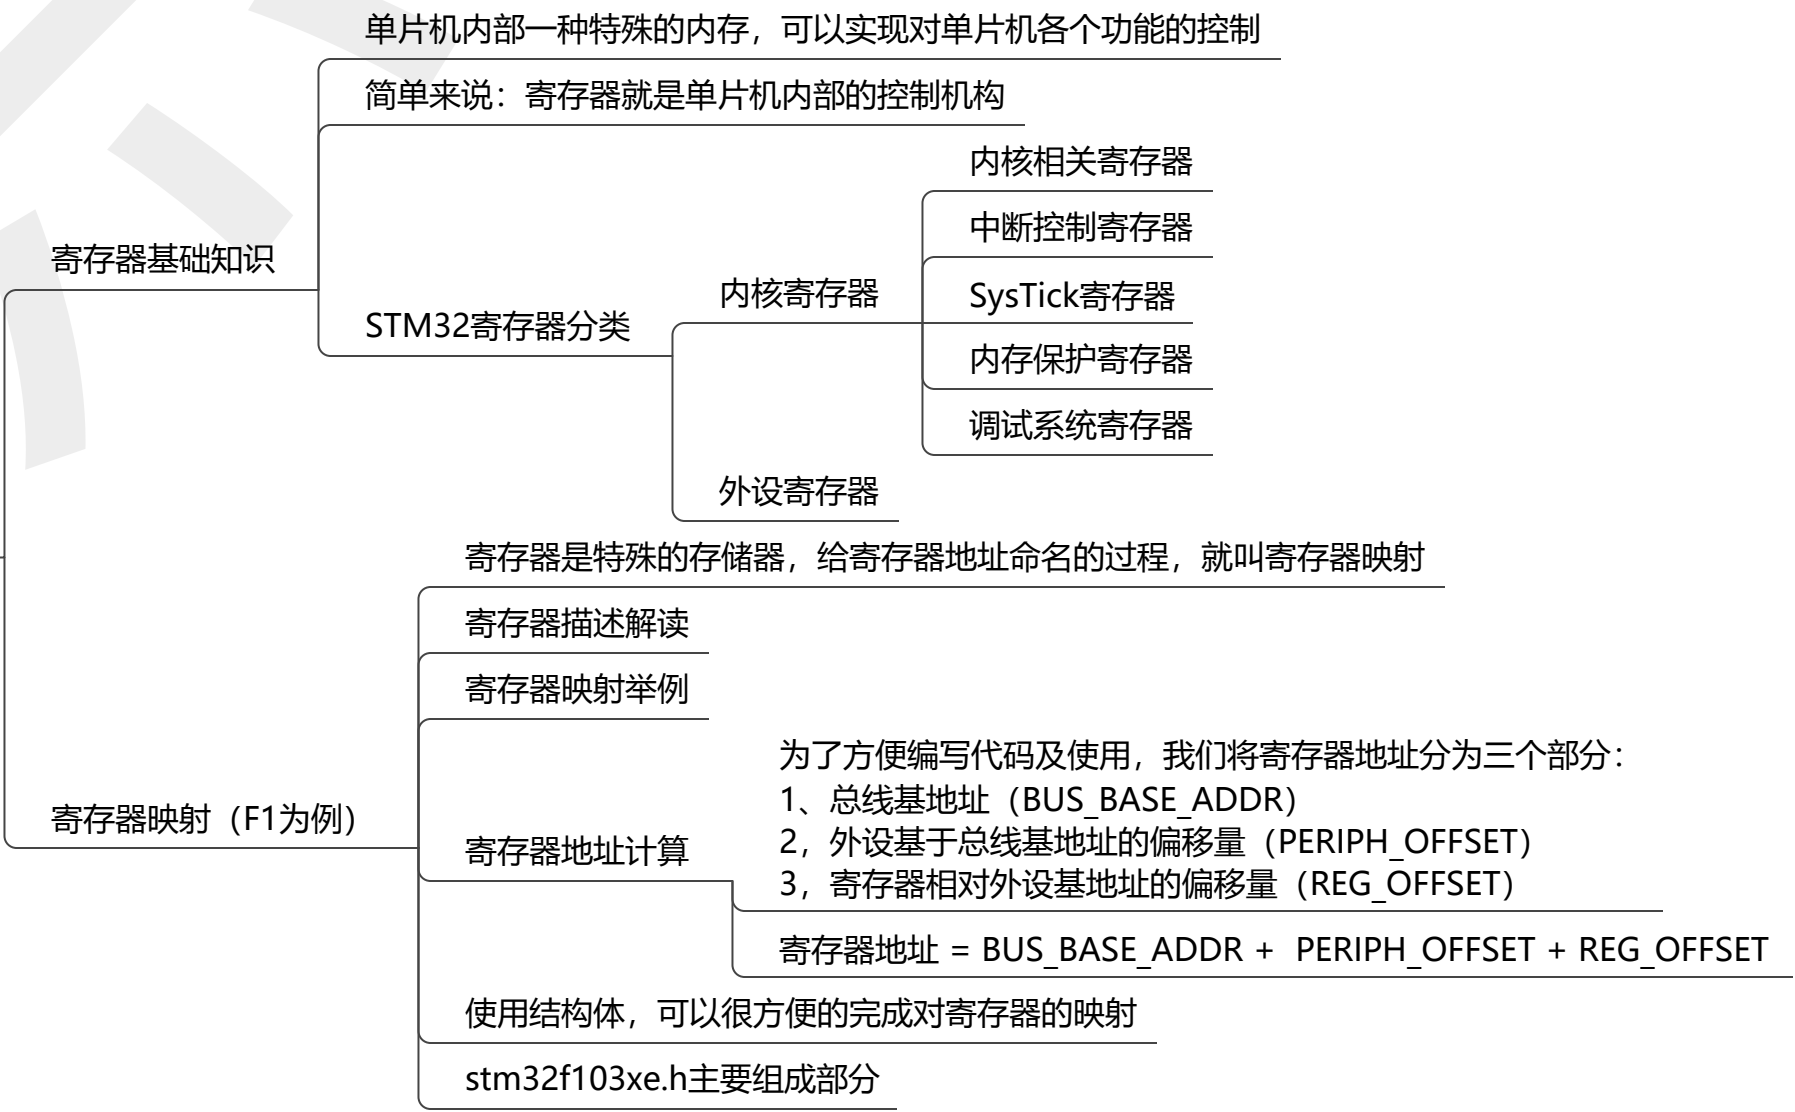 单片机内部一种特殊的内存，可以实现对单片机各个功能的控制
简单来说：寄存器就是单片机内部的控制机构
内核相关寄存器
中断控制寄存器
寄存器基础知识
内核寄存器
SysTick寄存器
STM32寄存器分类
内存保护寄存器
调试系统寄存器
外设寄存器
寄存器是特殊的存储器，给寄存器地址命名的过程，就叫寄存器映射
寄存器描述解读
寄存器映射举例
为了方便编写代码及使用，我们将寄存器地址分为三个部分：
1、总线基地址（BUS_BASE_ADDR）
2，外设基于总线基地址的偏移量（PERIPH_OFFSET）
3，寄存器相对外设基地址的偏移量（REG_OFFSET）
寄存器映射（F1为例）
寄存器地址计算
寄存器地址 = BUS_BASE_ADDR +  PERIPH_OFFSET + REG_OFFSET
使用结构体，可以很方便的完成对寄存器的映射
stm32f103xe.h主要组成部分